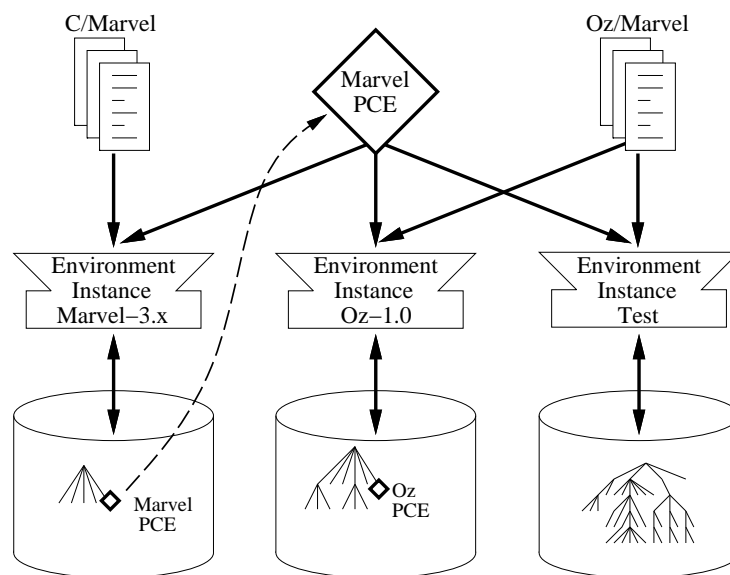 C/Marvel
Oz/Marvel
Marvel
PCE
Environment
Instance
Marvel−3.x
Environment
Instance
Oz−1.0
Environment
Instance
Test
Marvel
PCE
Oz
PCE